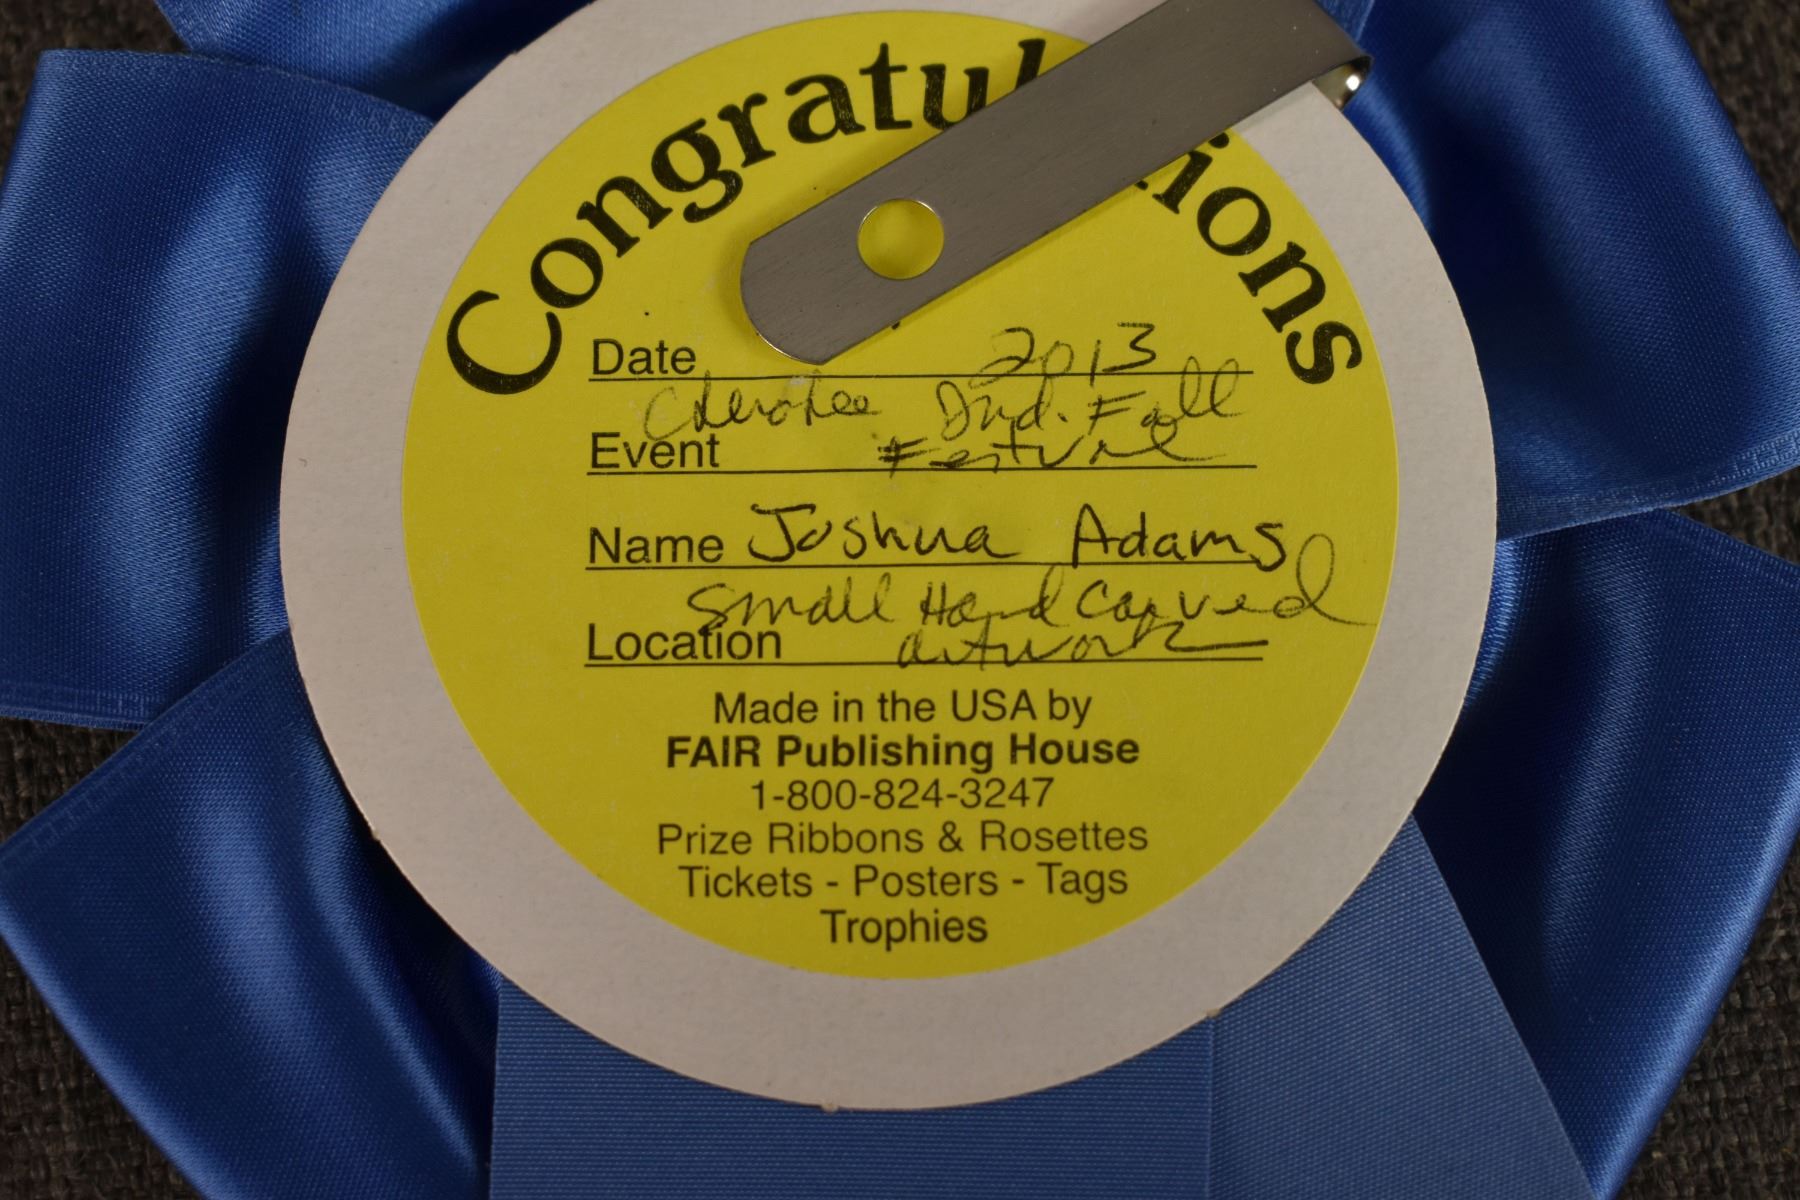 Congratulations
Date 2013
Cherokee Ind. Fall
Event Festival
Name Joshua Adams
Small Hand Carved
Location artwork
Made in the USA by
FAIR Publishing House
1-800-824-3247
Prize Ribbons & Rosettes
Tickets - Posters - Tags
Trophies